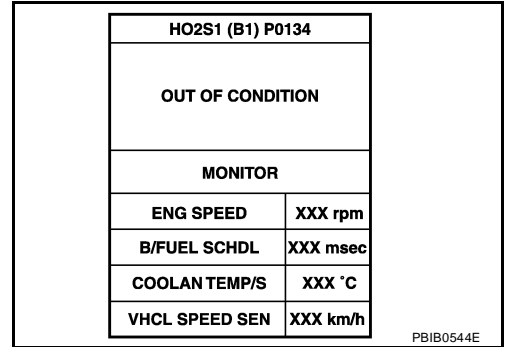 HO2S1 (B1) P0134
OUT OF CONDITION
MONITOR
ENG SPEED XXX rpm
B/FUEL SCHDL XXX msec
COOLAN TEMP/S XXX °C
VHCL SPEED SEN XXX km/h
PBIB0544E